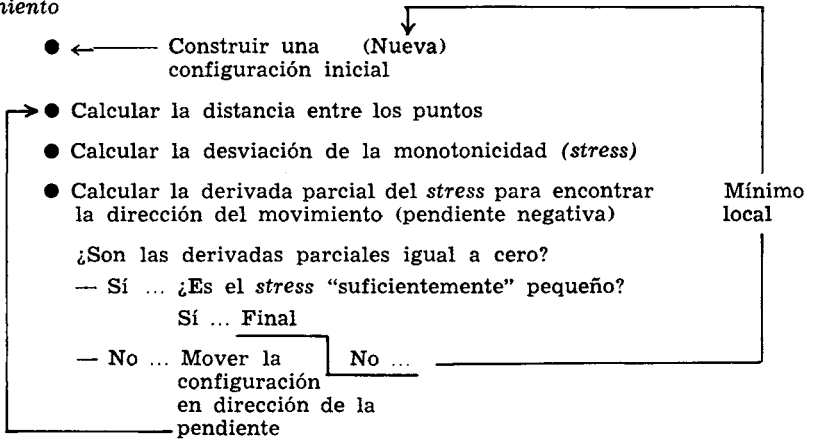 miento
● ← Construir una (Nueva)
configuración inicial
● Calcular la distancia entre los puntos
● Calcular la desviación de la monotonicidad (stress)
● Calcular la derivada parcial del stress para encontrar
la dirección del movimiento (pendiente negativa)
Mínimo
local
¿Son las derivadas parciales igual a cero?
— Sí ... ¿Es el stress “suficientemente” pequeño?
Sí ... Final
— No ... Mover la
configuración
en dirección de la
pendiente
No ...